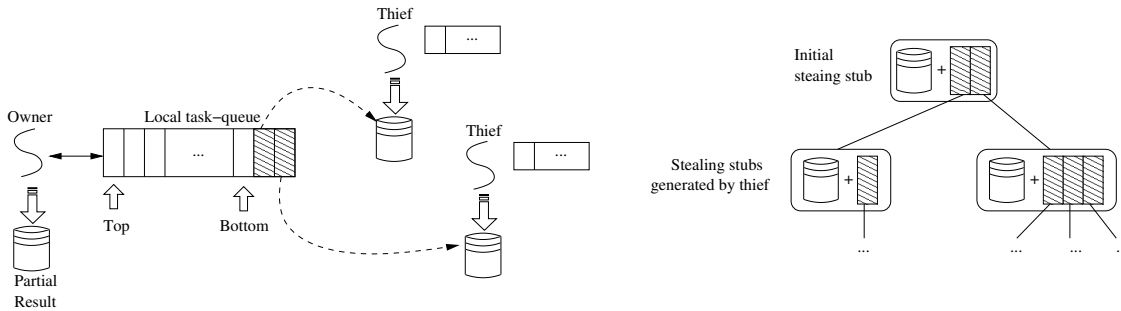 Thief
...
Owner
Local task-queue
...
Thief
...
Top
Bottom
Partial
Result
Initial
steaing stub
+
Stealing stubs
generated by thief
+
+
...
...
...
.